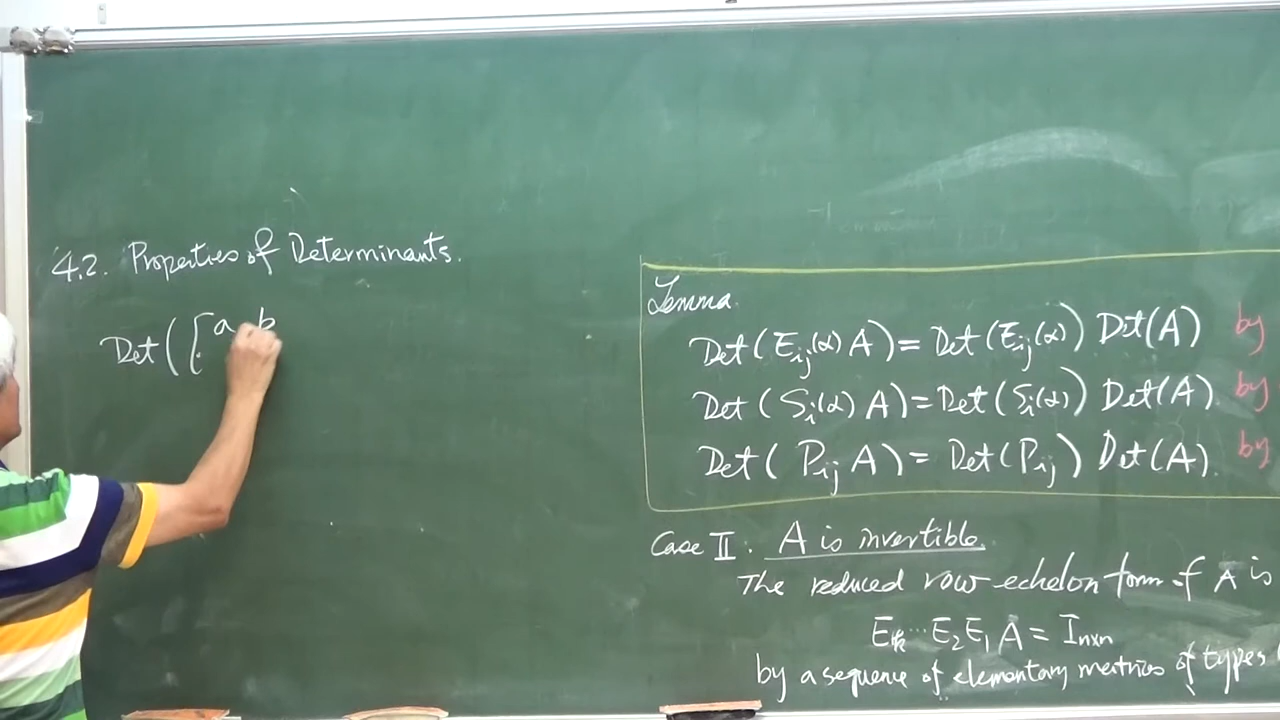 4.2. Properties of Determinants.
Det([a b
Lemma.
Det(Eij(α) A) = Det(Eij(α)) Det(A) by
Det(Si(α) A) = Det(Si(α)) Det(A). by
Det(Pij A) = Det(Pij) Det(A). by
Case II. A is invertible.
The reduced row-echelon form of A is
Ek ... E2 E1 A = Inxn
by a sequence of elementary matrices of types